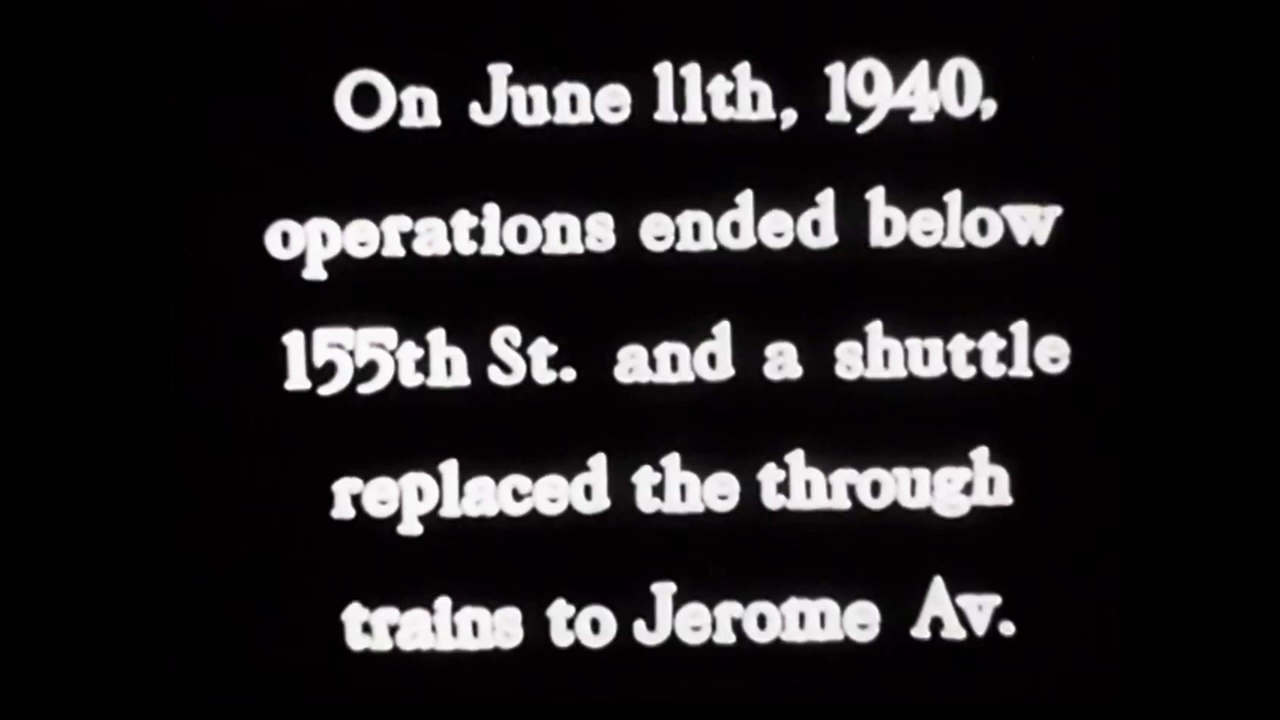 On June 11th, 1940,
operations ended below
155th St. and a shuttle
replaced the through
trains to Jerome Av.